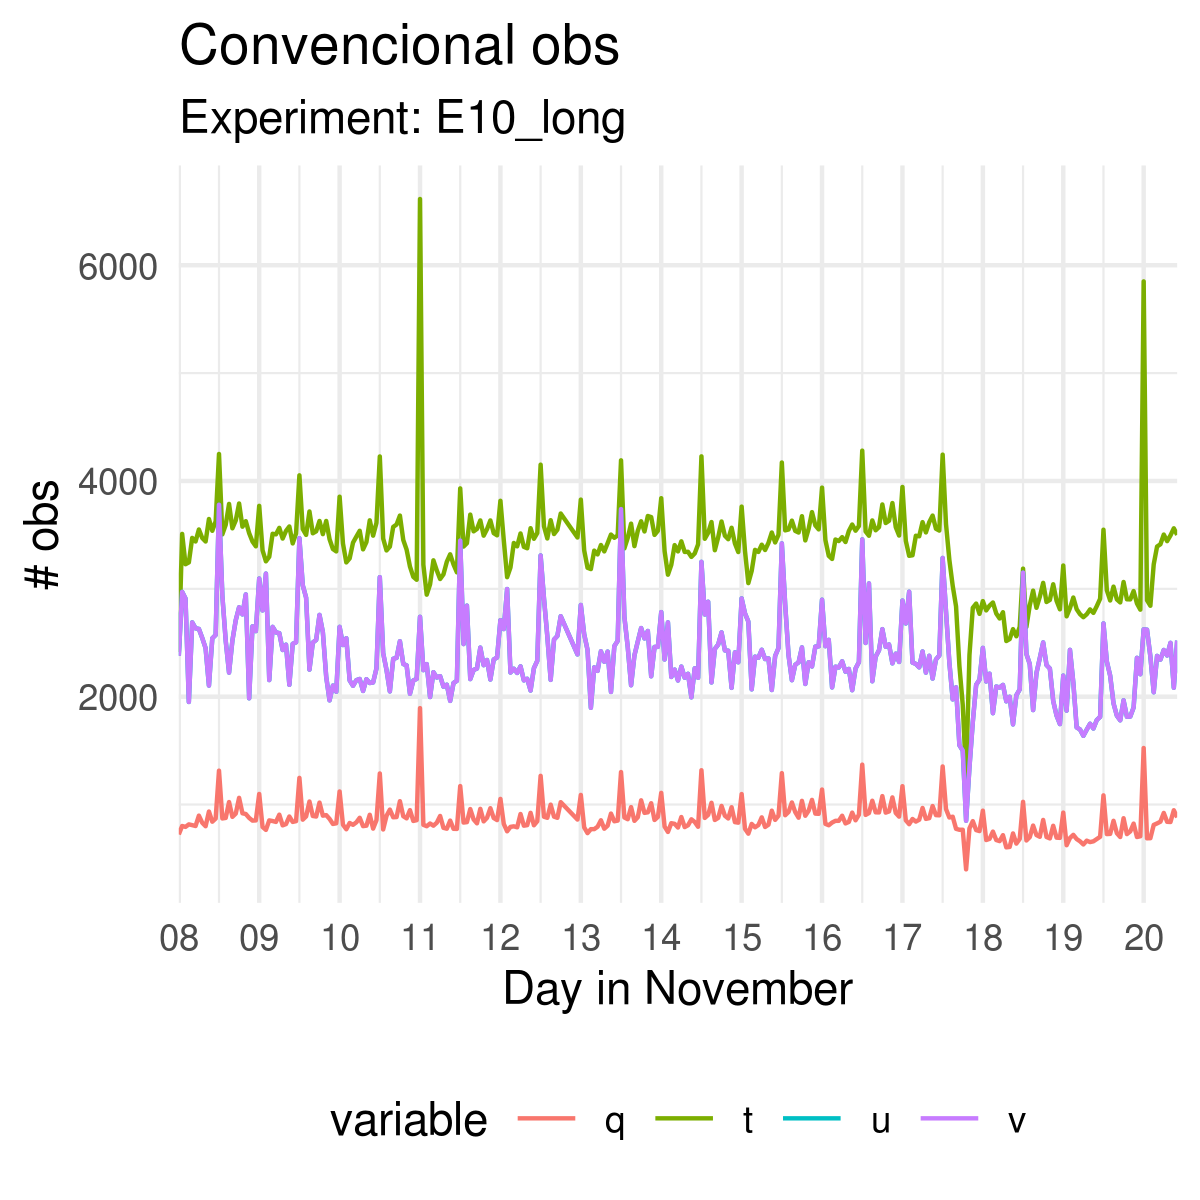 Convencional obs
Experiment: E10_long
# obs
6000
4000
2000
08 09 10 11 12 13 14 15 16 17 18 19 20
Day in November
variable q t u v